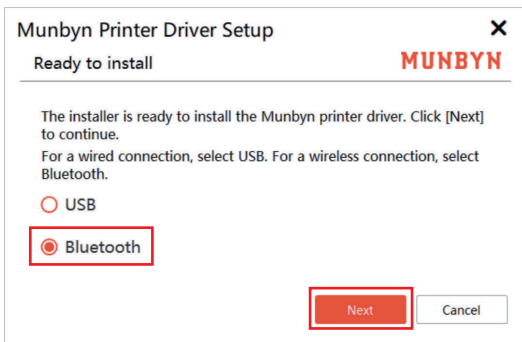 Munbyn Printer Driver Setup
Ready to install
MUNBYN
The installer is ready to install the Munbyn printer driver. Click [Next]
to continue.
For a wired connection, select USB. For a wireless connection, select
Bluetooth.
USB
Bluetooth
Next
Cancel